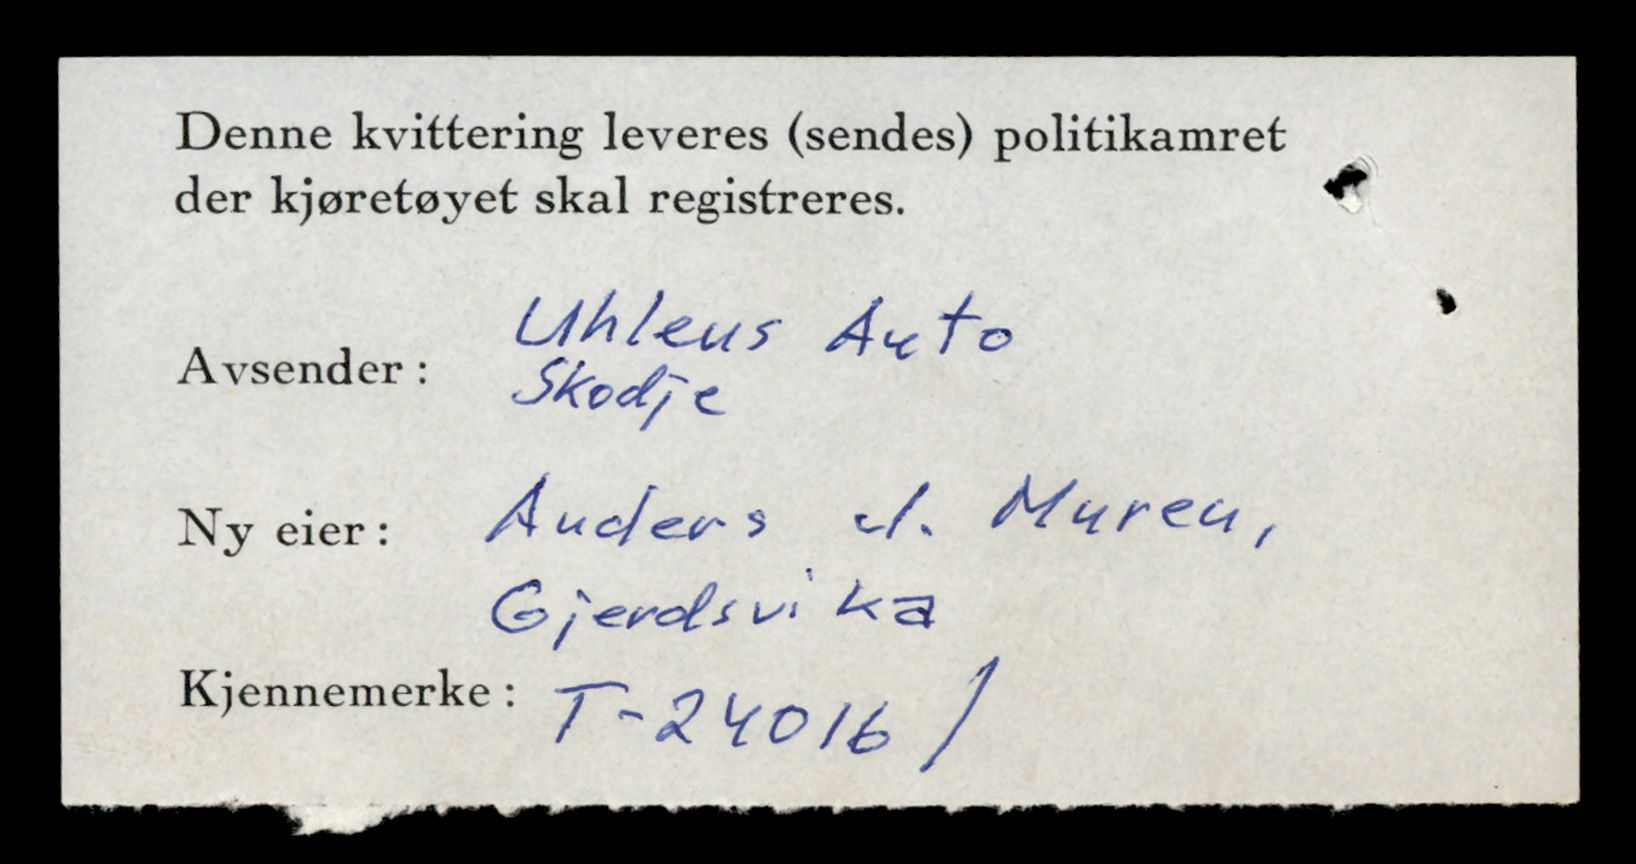 Denne kvittering leveres (sendes) politikamret
der kjøretøyet skal registreres.
Uhlens Auto
Avsender:
Skodje
Ny eier: Anders J. Muren,
Gjerdsvika
Kjennemerke: T-24016 /